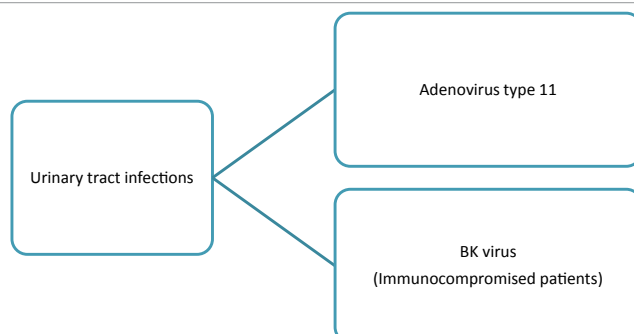 Urinary tract infections
Adenovirus type 11
BK virus
(Immunocompromised patients)